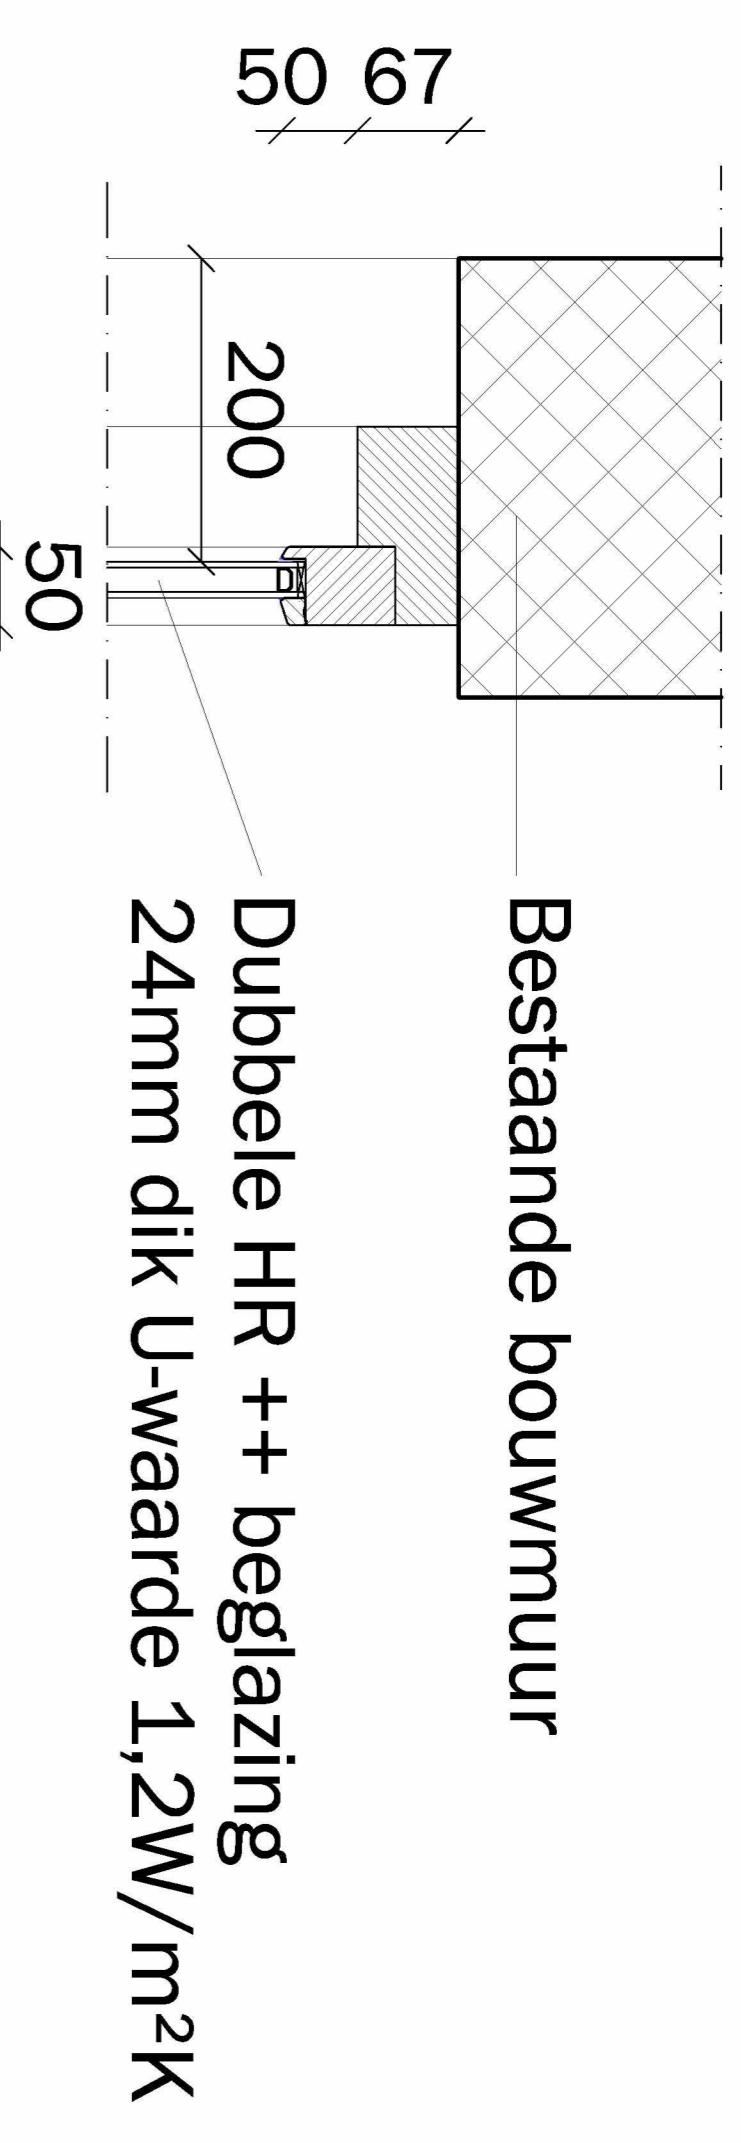 50 67
200
50
Bestaande bouwmuur
Dubbele HR ++ beglazing
24mm dik U-waarde 1,2W/m²K